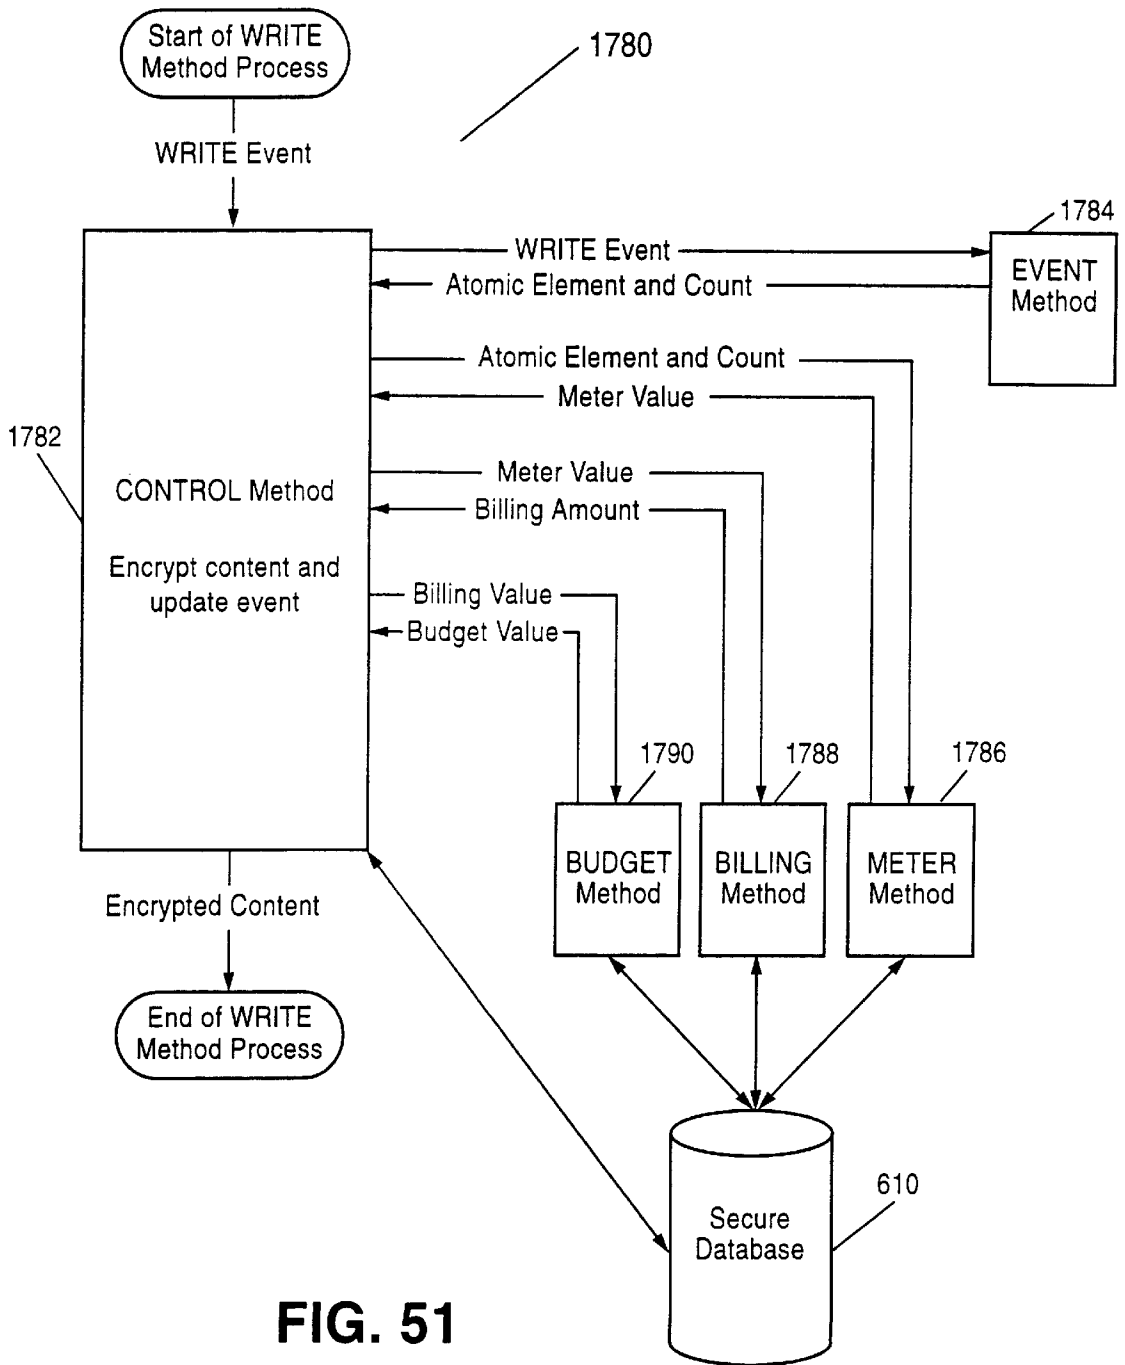 Start of WRITE
Method Process
1780
WRITE Event
1784
WRITE Event
EVENT
Method
Atomic Element and Count
Atomic Element and Count
Meter Value
1782
Meter Value
CONTROL Method
Billing Amount
Encrypt content and
update event
Billing Value
Budget Value
1790
1788
1786
BUDGET
Method
BILLING
Method
METER
Method
Encrypted Content
End of WRITE
Method Process
610
Secure
Database
FIG. 51